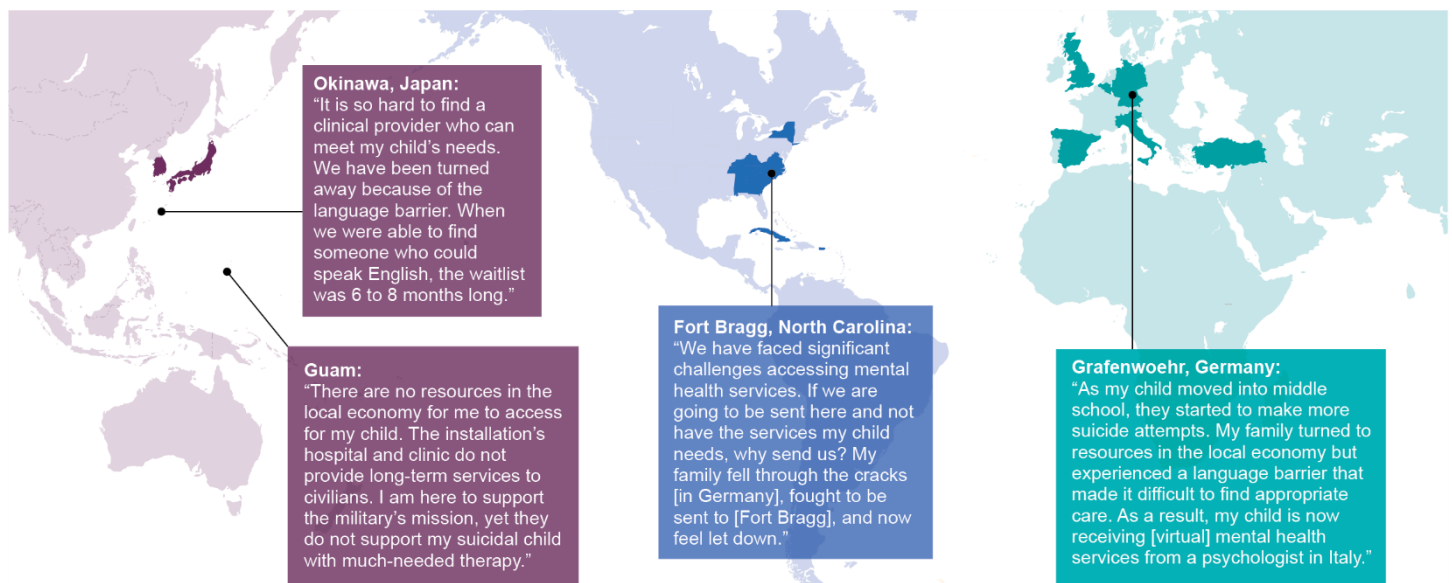 Okinawa, Japan:
“It is so hard to find a
clinical provider who can
meet my child’s needs.
We have been turned
away because of the
language barrier. When
we were able to find
someone who could
speak English, the waitlist
was 6 to 8 months long.”
Guam:
“There are no resources in the
local economy for me to access
for my child. The installation’s
hospital and clinic do not
provide long-term services to
civilians. I am here to support
the military’s mission, yet they
do not support my suicidal child
with much-needed therapy.”
Fort Bragg, North Carolina:
“We have faced significant
challenges accessing mental
health services. If we are
going to be sent here and not
have the services my child
needs, why send us? My
family fell through the cracks
[in Germany], fought to be
sent to [Fort Bragg], and now
feel let down.”
Grafenwoehr, Germany:
“As my child moved into middle
school, they started to make more
suicide attempts. My family turned to
resources in the local economy but
experienced a language barrier that
made it difficult to find appropriate
care. As a result, my child is now
receiving [virtual] mental health
services from a psychologist in Italy.”